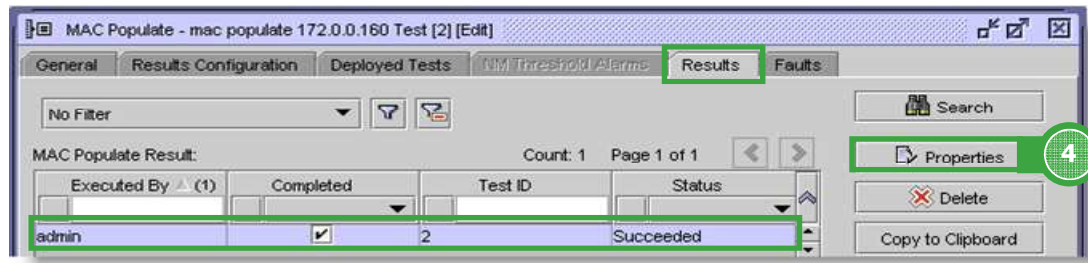 MAC Populate - mac populate 172.0.0.160 Test [2] [Edit]
General Results Configuration Deployed Tests NM Threshold Alarms Results Faults
No Filter
Search
MAC Populate Result: Count: 1 Page 1 of 1
Properties 4
Executed By (1) Completed Test ID Status
Delete
admin 2 Succeeded
Copy to Clipboard